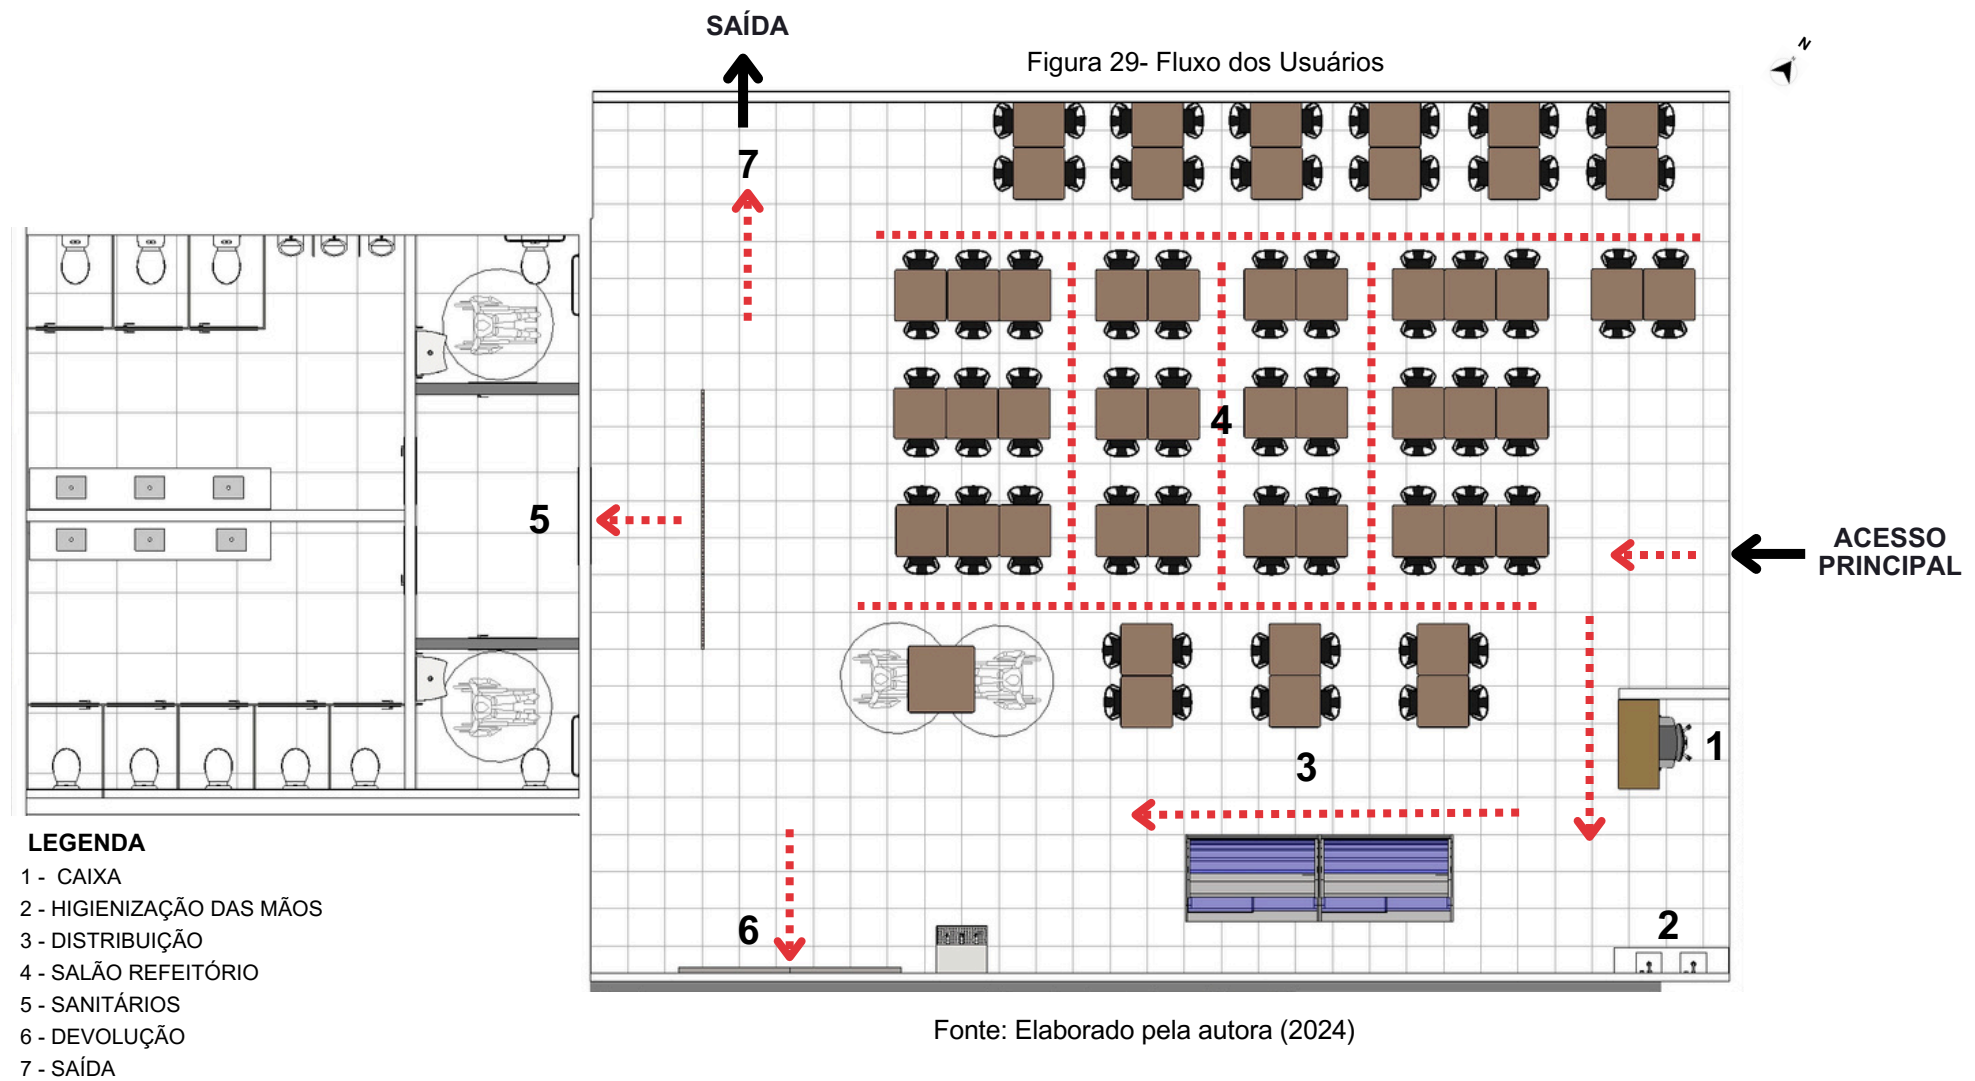 SAÍDA
Figura 29- Fluxo dos Usuários
N
7
4
5
ACESSO
PRINCIPAL
1
3
2
6
LEGENDA
1 - CAIXA
2 - HIGIENIZAÇÃO DAS MÃOS
3 - DISTRIBUIÇÃO
4 - SALÃO REFEITÓRIO
5 - SANITÁRIOS
6 - DEVOLUÇÃO
7 - SAÍDA
Fonte: Elaborado pela autora (2024)